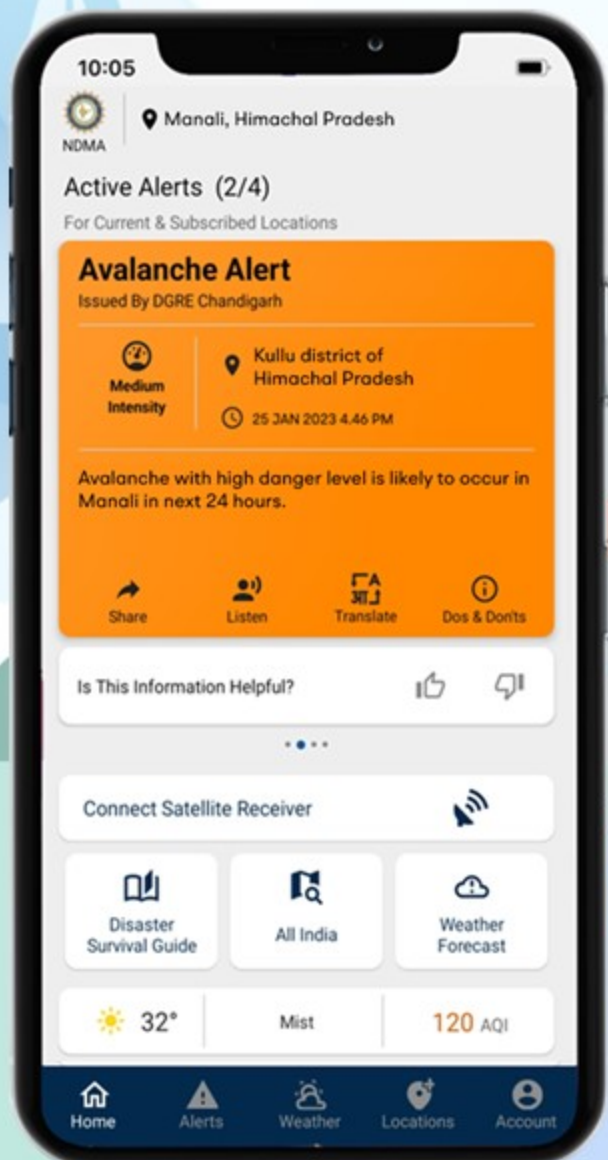 10:05
NDMA
Manali, Himachal Pradesh
Active Alerts (2/4)
For Current & Subscribed Locations
Avalanche Alert
Issued By DGRE Chandigarh
Medium
Intensity
Kullu district of
Himachal Pradesh
25 JAN 2023 4.46 PM
Avalanche with high danger level is likely to occur in
Manali in next 24 hours.
Share
Listen
A
आ
Translate
Dos & Don'ts
Is This Information Helpful?
Connect Satellite Receiver
Disaster
Survival Guide
All India
Weather
Forecast
32°
Mist
120 AQI
Home
Alerts
Weather
Locations
Account